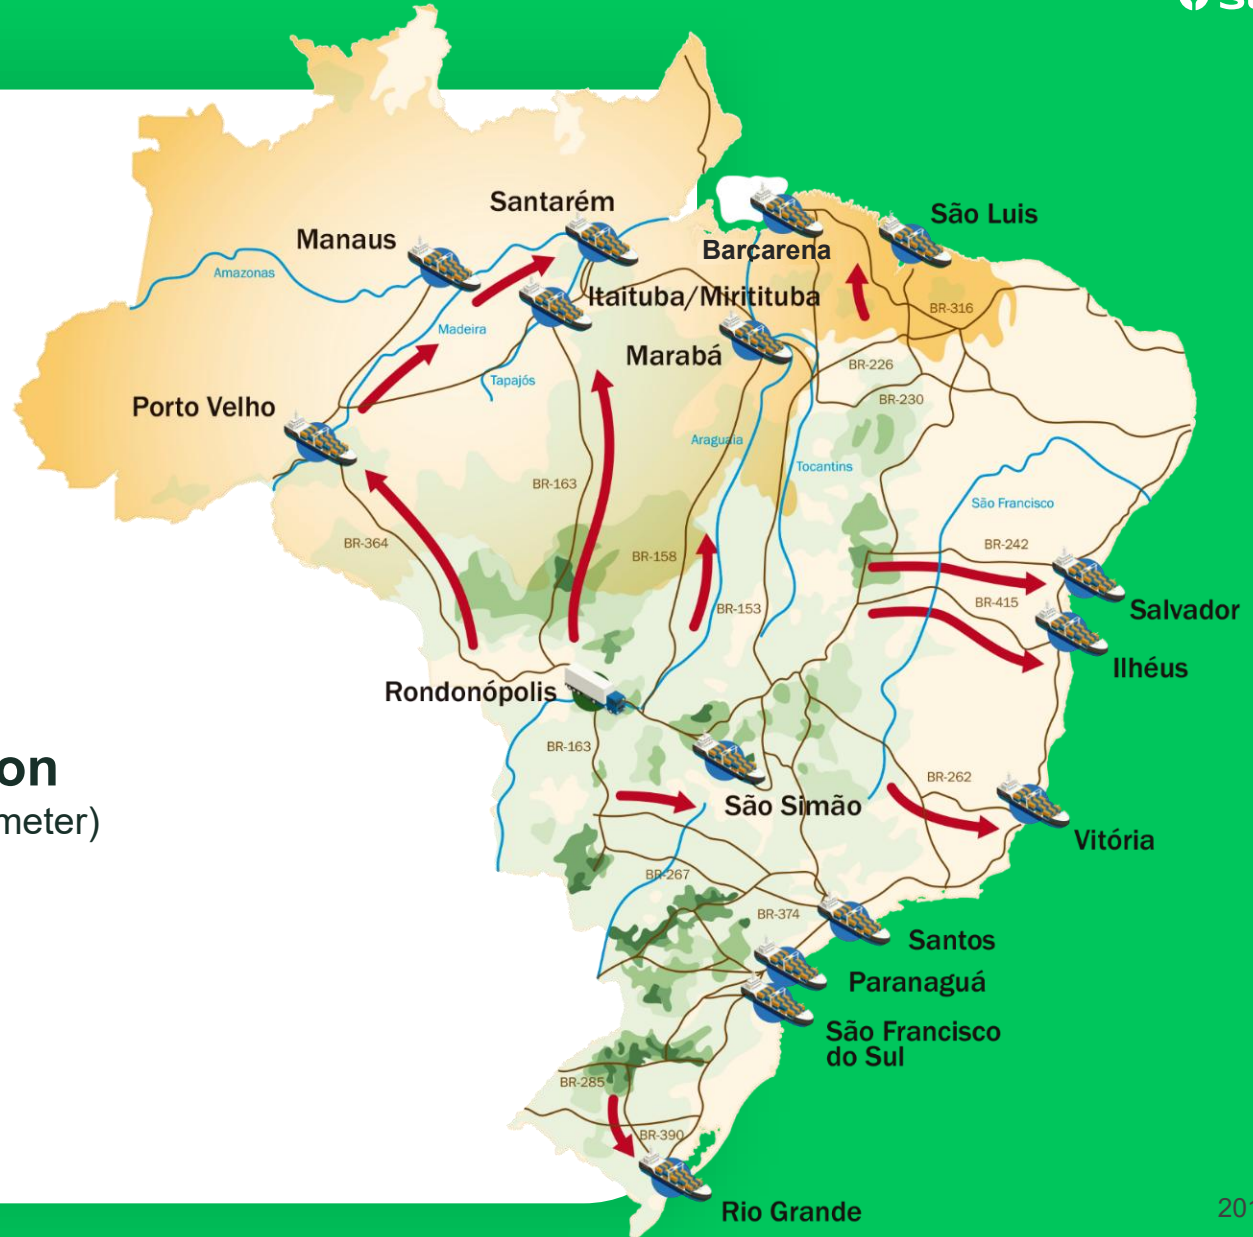 Santarém
Manaus
São Luis
Barçarena
Amazonas
Itaituba/Miritituba
BR-316
Madeira
Marabá
BR-226
Tapajós
BR-230
Porto Velho
Araguaia
Tocantins
BR-163
São Francisco
BR-364
BR-158
BR-242
BR-153
BR-415
Salvador
Ilhéus
Rondonópolis
BR-163
on
meter)
BR-262
São Simão
Vitória
BR-267
BR-374
Santos
Paranaguá
São Francisco
do Sul
BR-285
BR-390
Rio Grande
201